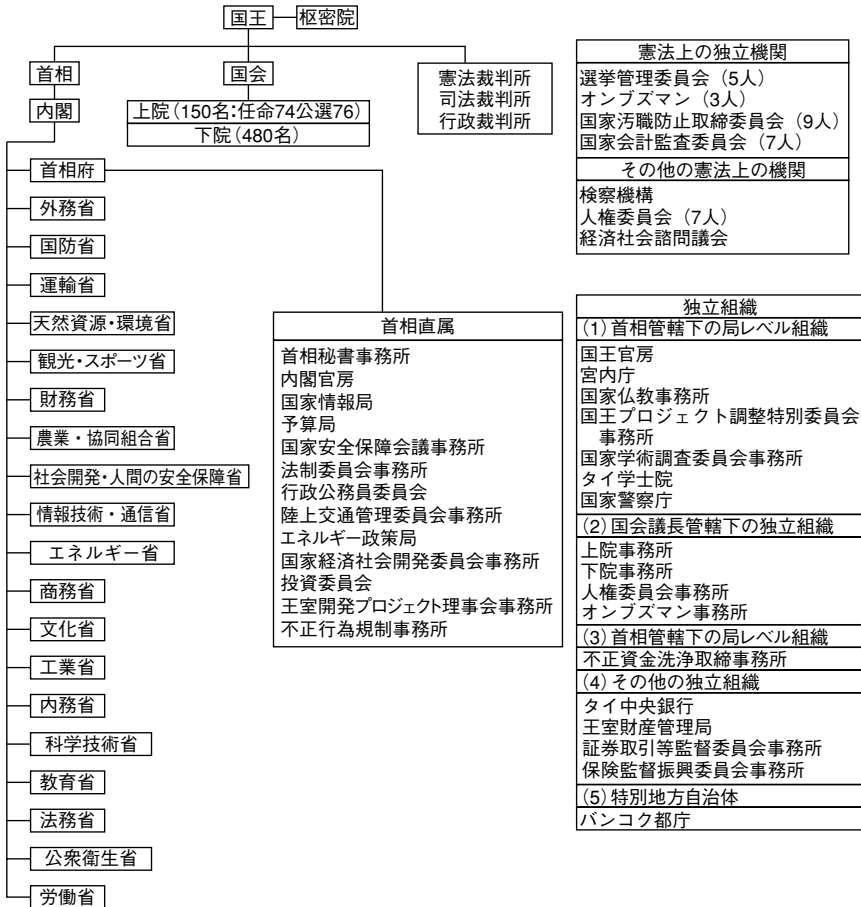 国王
枢密院
首相
国会
憲法裁判所
司法裁判所
行政裁判所
内閣
上院(150名:任命74公選76)
下院(480名)
首相府
外務省
国防省
運輸省
天然資源・環境省
観光・スポーツ省
財務省
農業・協同組合省
社会開発・人間の安全保障省
情報技術・通信省
エネルギー省
商務省
文化省
工業省
内務省
科学技術省
教育省
法務省
公衆衛生省
労働省
首相直属
首相秘書事務所
内閣官房
国家情報局
予算局
国家安全保障会議事務所
法制委員会事務所
行政公務員委員会
陸上交通管理委員会事務所
エネルギー政策局
国家経済社会開発委員会事務所
投資委員会
王室開発プロジェクト理事会事務所
不正行為規制事務所
憲法上の独立機関
選挙管理委員会(5人)
オンブズマン(3人)
国家汚職防止取締委員会(9人)
国家会計監査委員会(7人)
その他の憲法上の機関
検察機構
人権委員会(7人)
経済社会諮問議会
独立組織
(1)首相管轄下の局レベル組織
国王官房
宮内庁
国家仏教事務所
国王プロジェクト調整特別委員会
事務所
国家学術調査委員会事務所
タイ学士院
国家警察庁
(2)国会議長管轄下の独立組織
上院事務所
下院事務所
人権委員会事務所
オンブズマン事務所
(3)首相管轄下の局レベル組織
不正資金洗浄取締事務所
(4)その他の独立組織
タイ中央銀行
王室財産管理局
証券取引等監督委員会事務所
保険監督振興委員会事務所
(5)特別地方自治体
バンコク都庁